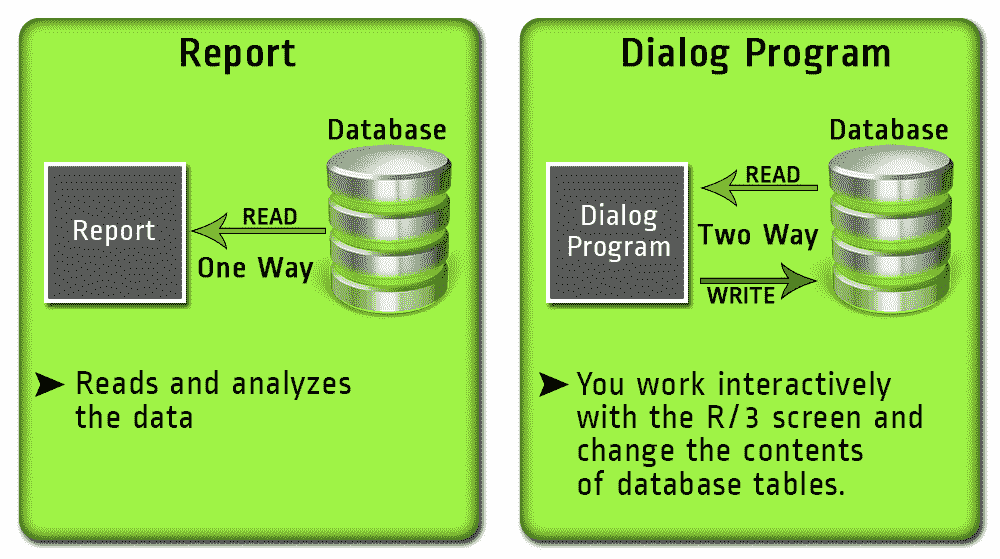 Report
Database
Report
READ
One Way
Reads and analyzes
the data
Dialog Program
Database
Dialog
Program
READ
Two Way
WRITE
You work interactively
with the R/3 screen and
change the contents
of database tables.